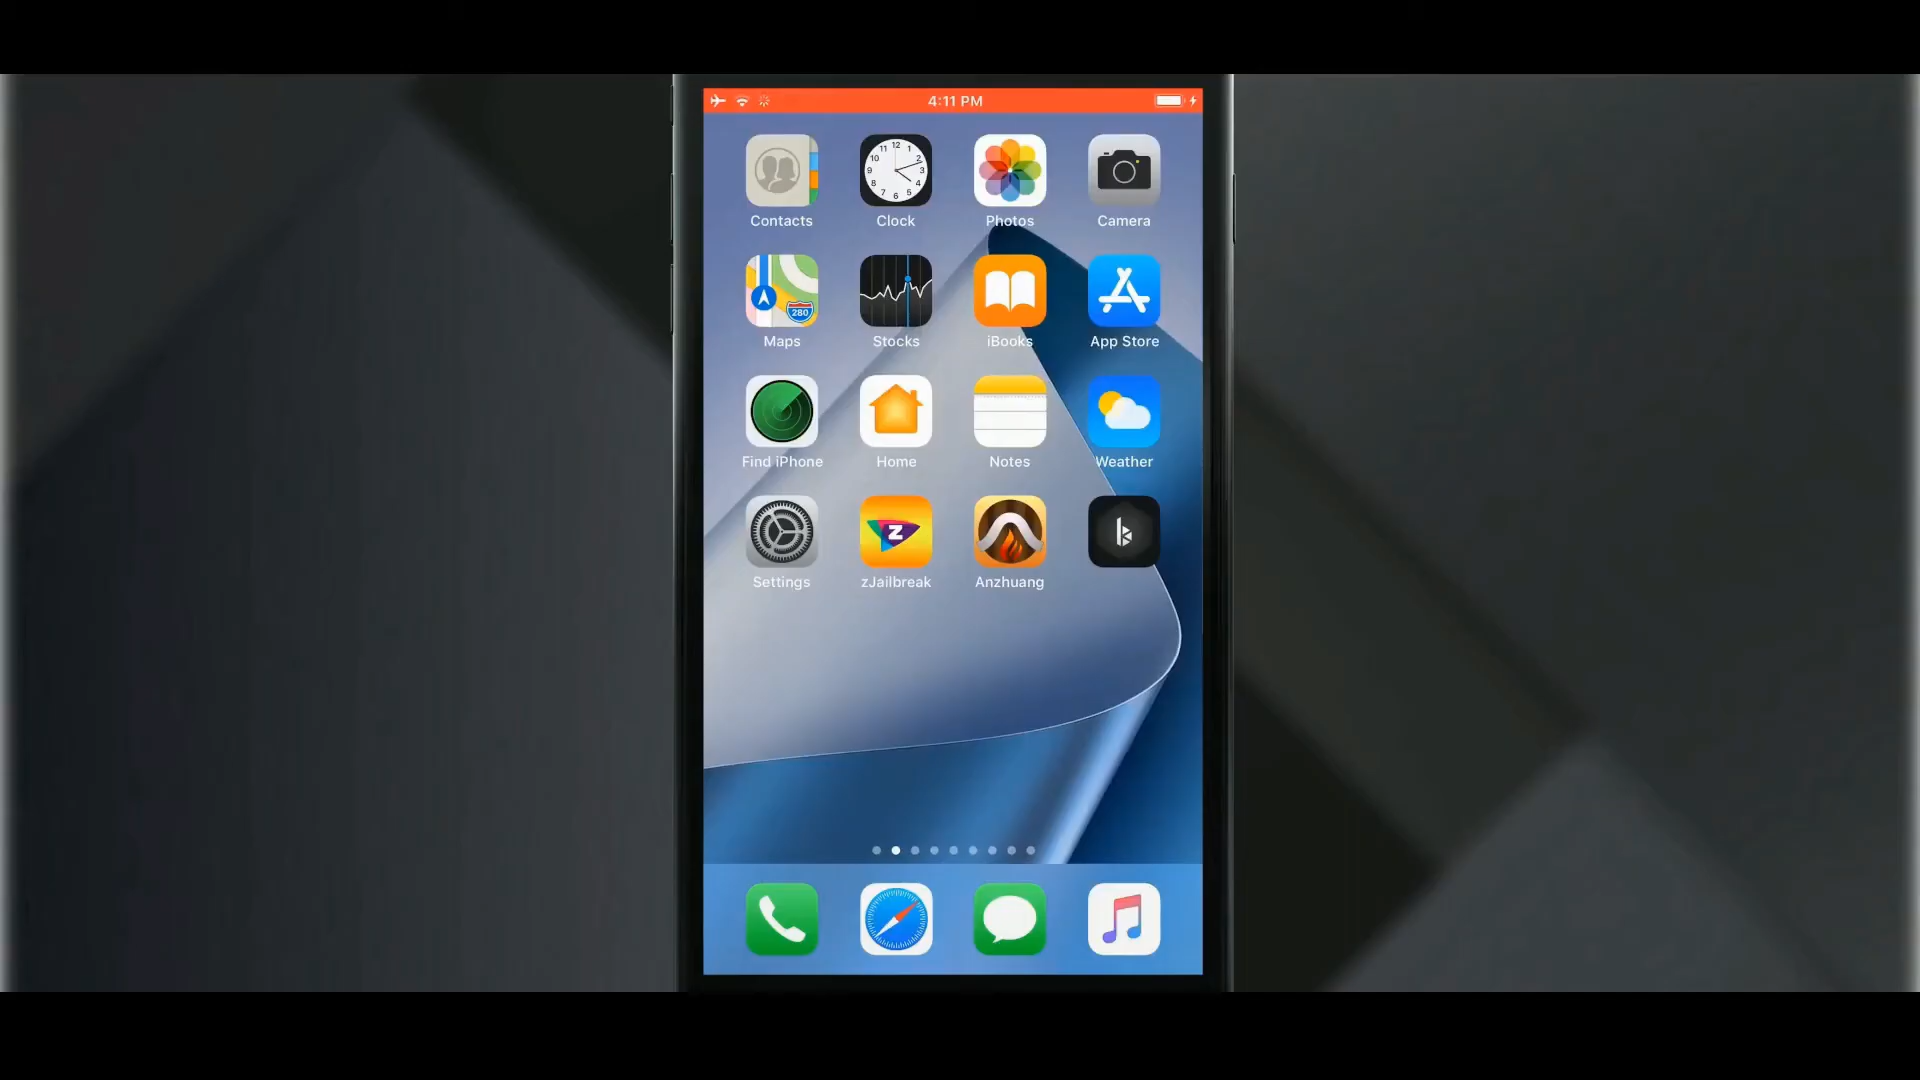 4:11 PM
Contacts
Clock
Photos
Camera
280
Maps
Stocks
iBooks
App Store
Find iPhone
Home
Notes
Weather
Z
Settings
zJailbreak
Anzhuang